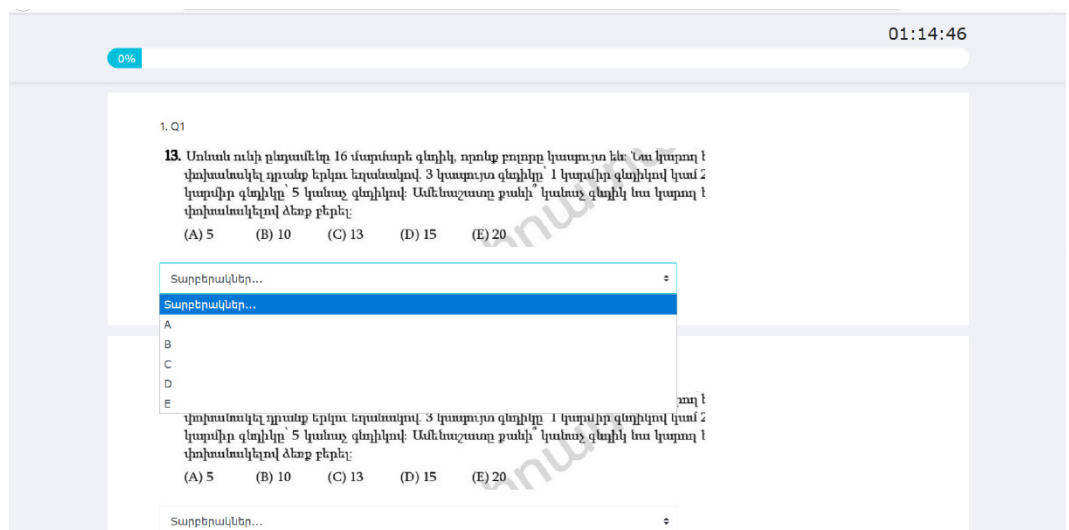 01:14:46
0%
1. Q1
13. Մոնան ունի ընդամենը 16 մարմարե գնդիկ, որոնք բոլորը կապույտ են: Նա կարող է
փոխանակել դրանք երկու եղանակով. 3 կապույտ գնդիկը՝ 1 կարմիր գնդիկով կամ 2
կարմիր գնդիկը՝ 5 կանաչ գնդիկով: Ամենաշատը քանի՞ կանաչ գնդիկ նա կարող է
փոխանակելով ձեռք բերել:
(A) 5 (B) 10 (C) 13 (D) 15 (E) 20
Տարբերակներ...
Տարբերակներ...
A
B
C
D
E
փոխանակել դրանք երկու եղանակով. 3 կապույտ գնդիկը՝ 1 կարմիր գնդիկով կամ 2
կարմիր գնդիկը՝ 5 կանաչ գնդիկով: Ամենաշատը քանի՞ կանաչ գնդիկ նա կարող է
փոխանակելով ձեռք բերել:
(A) 5 (B) 10 (C) 13 (D) 15 (E) 20
Տարբերակներ...